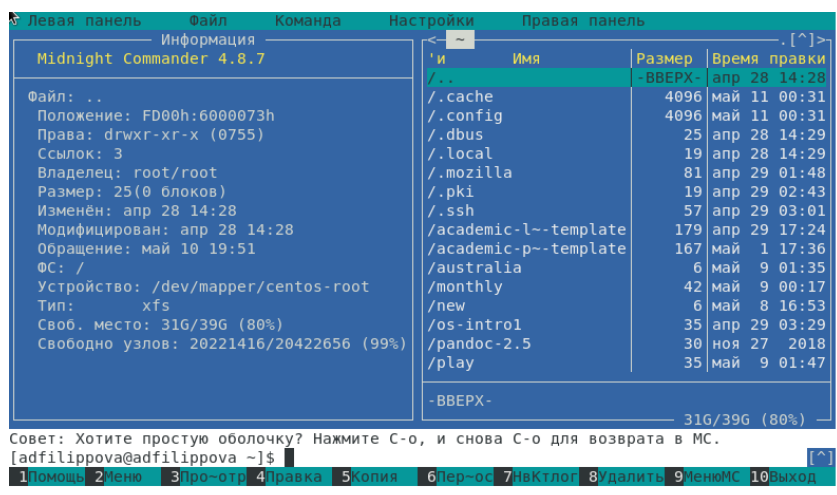 Левая панель Файл Команда Настройки Правая панель
Информация
Midnight Commander 4.8.7
Файл: ..
Положение: FD00h:6000073h
Права: drwxr-xr-x (0755)
Ссылок: 3
Владелец: root/root
Размер: 25(0 блоков)
Изменён: апр 28 14:28
Модифицирован: апр 28 14:28
Обращение: май 10 19:51
ФС: /
Устройство: /dev/mapper/centos-root
Тип: xfs
Своб. место: 31G/39G (80%)
Свободно узлов: 20221416/20422656 (99%)
<- ~ .[^]>
'и Имя Размер Время правки
/.. -ВВЕРХ- апр 28 14:28
/.cache 4096 май 11 00:31
/.config 4096 май 11 00:31
/.dbus 25 апр 28 14:29
/.local 19 апр 28 14:29
/.mozilla 81 апр 29 01:48
/.pki 19 апр 29 02:43
/.ssh 57 апр 29 03:01
/academic-l~-template 179 апр 29 17:24
/academic-p~-template 167 май 1 17:36
/australia 6 май 9 01:35
/monthly 42 май 9 00:17
/new 6 май 8 16:53
/os-intro1 35 апр 29 03:29
/pandoc-2.5 30 ноя 27 2018
/play 35 май 9 01:47
-ВВЕРХ-
31G/39G (80%)
Совет: Хотите простую оболочку? Нажмите C-o, и снова C-o для возврата в MC.
[adfilippova@adfilippova ~]$ [^]
1Помощь 2Меню 3Про~отр 4Правка 5Копия 6Пер~ос 7НвКтлог 8Удалить 9МенюМС 10Выход